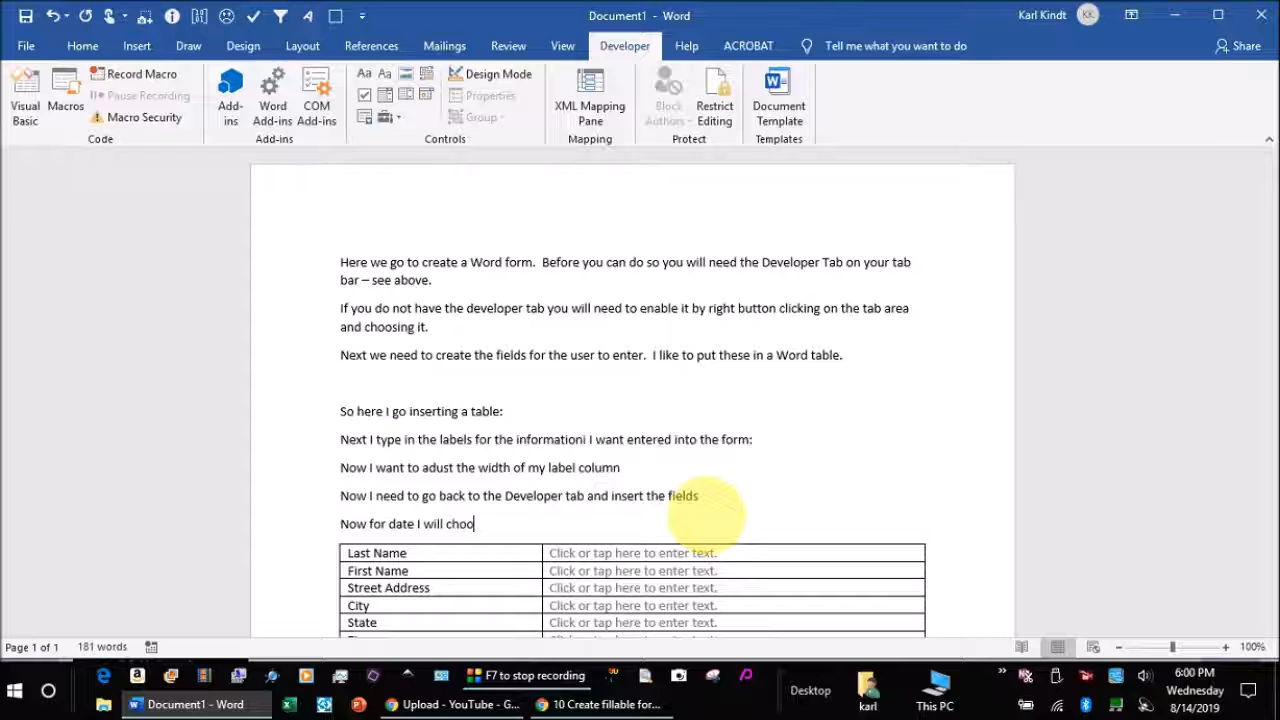 Document1 - Word
Karl Kindt
KK
File Home Insert Draw Design Layout References Mailings Review View Developer Help ACROBAT Tell me what you want to do Share
Visual Basic
Macros
Record Macro
Pause Recording
Macro Security
Code
Add-ins
Word Add-ins
COM Add-ins
Add-ins
Aa Aa
Design Mode
Properties
Group
Controls
XML Mapping Pane
Mapping
Block Authors
Restrict Editing
Protect
Document Template
Templates
Here we go to create a Word form.  Before you can do so you will need the Developer Tab on your tab
bar – see above.
If you do not have the developer tab you will need to enable it by right button clicking on the tab area
and choosing it.
Next we need to create the fields for the user to enter.  I like to put these in a Word table.
So here I go inserting a table:
Next I type in the labels for the informationi I want entered into the form:
Now I want to adust the width of my label column
Now I need to go back to the Developer tab and insert the fields
Now for date I will choo
Last Name Click or tap here to enter text.
First Name Click or tap here to enter text.
Street Address Click or tap here to enter text.
City Click or tap here to enter text.
State Click or tap here to enter text.
Page 1 of 1 181 words 100%
F7 to stop recording
Document1 - Word
Upload - YouTube - G...
10 Create fillable for...
Desktop
karl
This PC
6:00 PM
Wednesday
8/14/2019